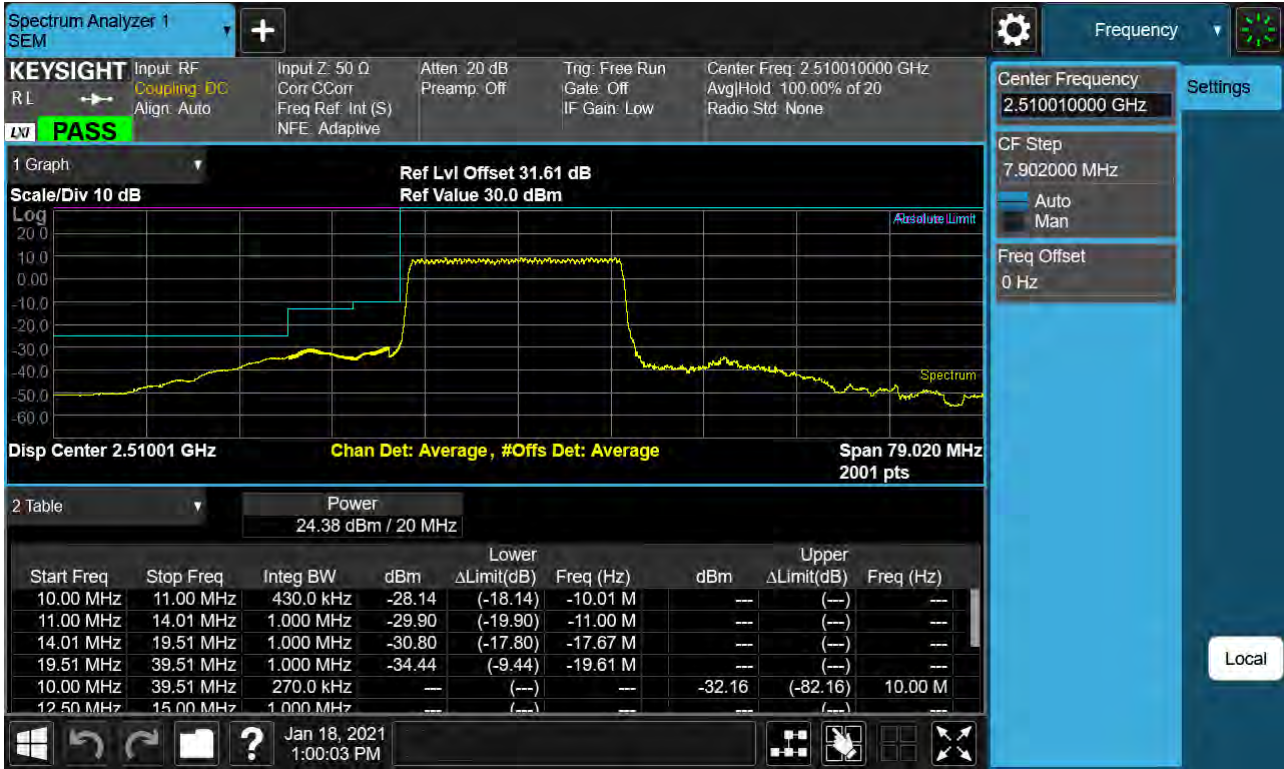 Spectrum Analyzer 1
SEM
Frequency
KEYSIGHT
Input: RF
Coupling: DC
Align: Auto
R L
LXI
PASS
Input Z: 50 Ω
Corr CCorr
Freq Ref: Int (S)
NFE: Adaptive
Atten: 20 dB
Preamp: Off
Trig: Free Run
Gate: Off
IF Gain: Low
Center Freq: 2.510010000 GHz
Avg|Hold: 100.00% of 20
Radio Std: None
Center Frequency
2.510010000 GHz
Settings
CF Step
7.902000 MHz
Auto
Man
Freq Offset
0 Hz
Local
1 Graph
Scale/Div 10 dB
Ref Lvl Offset 31.61 dB
Ref Value 30.0 dBm
Log
20.0
10.0
0.00
-10.0
-20.0
-30.0
-40.0
-50.0
-60.0
Limit
Spectrum
Disp Center 2.51001 GHz
Chan Det: Average, #Offs Det: Average
Span 79.020 MHz
2001 pts
2 Table
Power
24.38 dBm / 20 MHz
Lower Upper
Start Freq Stop Freq Integ BW dBm ΔLimit(dB) Freq (Hz) dBm ΔLimit(dB) Freq (Hz)
10.00 MHz 11.00 MHz 430.0 kHz -28.14 (-18.14) -10.01 M --- (---) ---
11.00 MHz 14.01 MHz 1.000 MHz -29.90 (-19.90) -11.00 M --- (---) ---
14.01 MHz 19.51 MHz 1.000 MHz -30.80 (-17.80) -17.67 M --- (---) ---
19.51 MHz 39.51 MHz 1.000 MHz -34.44 (-9.44) -19.61 M --- (---) ---
10.00 MHz 39.51 MHz 270.0 kHz --- (---) --- -32.16 (-82.16) 10.00 M
12.50 MHz 15.00 MHz 1.000 MHz --- (---) --- --- (---) ---
Jan 18, 2021
1:00:03 PM